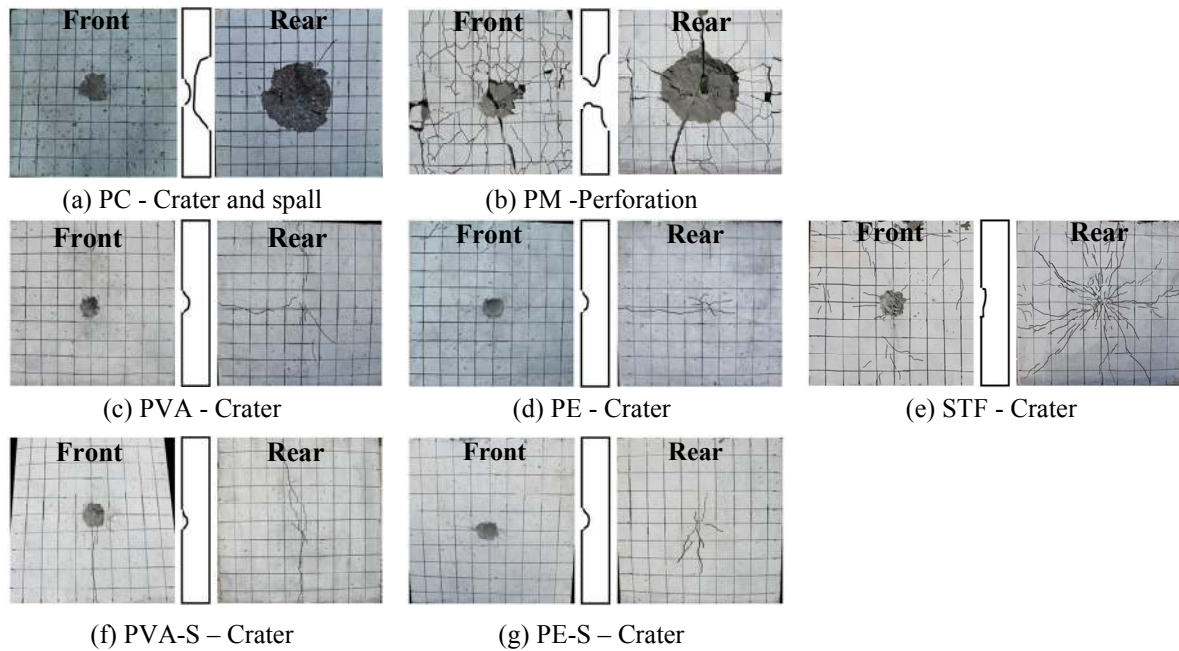 Front Rear Front Rear
(a) PC - Crater and spall (b) PM -Perforation
Front Rear Front Rear Front Rear
(c) PVA - Crater (d) PE - Crater (e) STF - Crater
Front Rear Front Rear
(f) PVA-S – Crater (g) PE-S – Crater